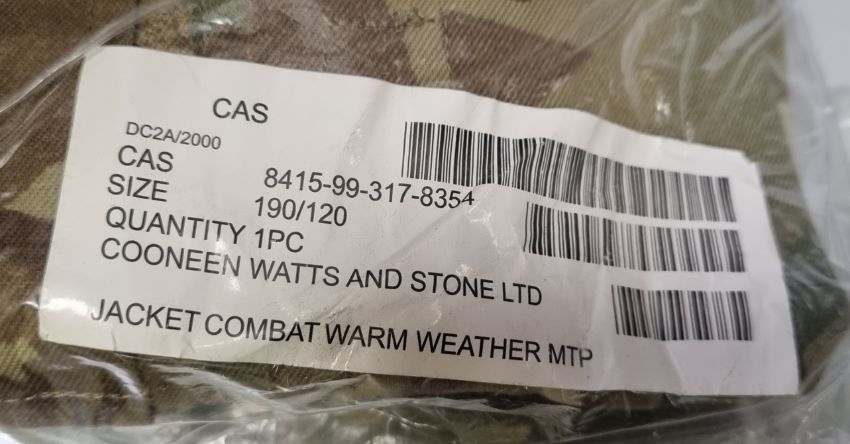 CAS
DC2A/2000
CAS 8415-99-317-8354
SIZE 190/120
QUANTITY 1PC
COONEEN WATTS AND STONE LTD
JACKET COMBAT WARM WEATHER MTP